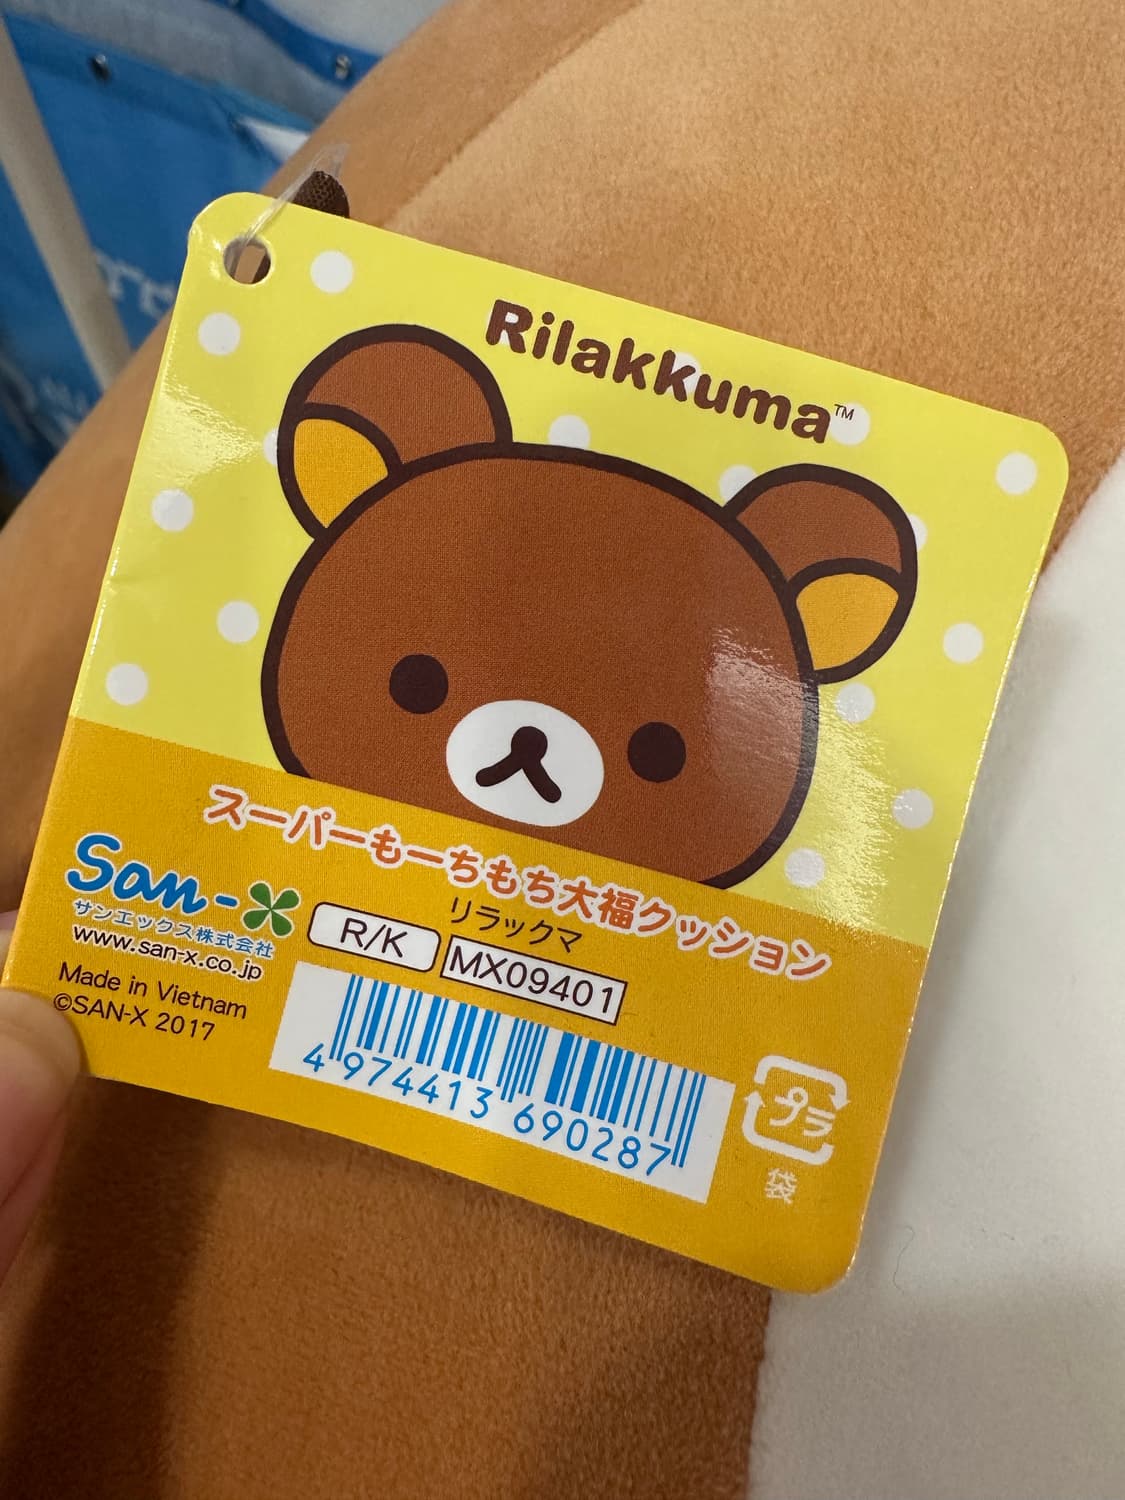 Rilakkuma™
スーパーもーちもち大福クッション
San-X
サンエックス株式会社
www.san-x.co.jp
Made in Vietnam
©SAN-X 2017
リラックマ
R/K
MX09401
4974413 690287
プラ
袋